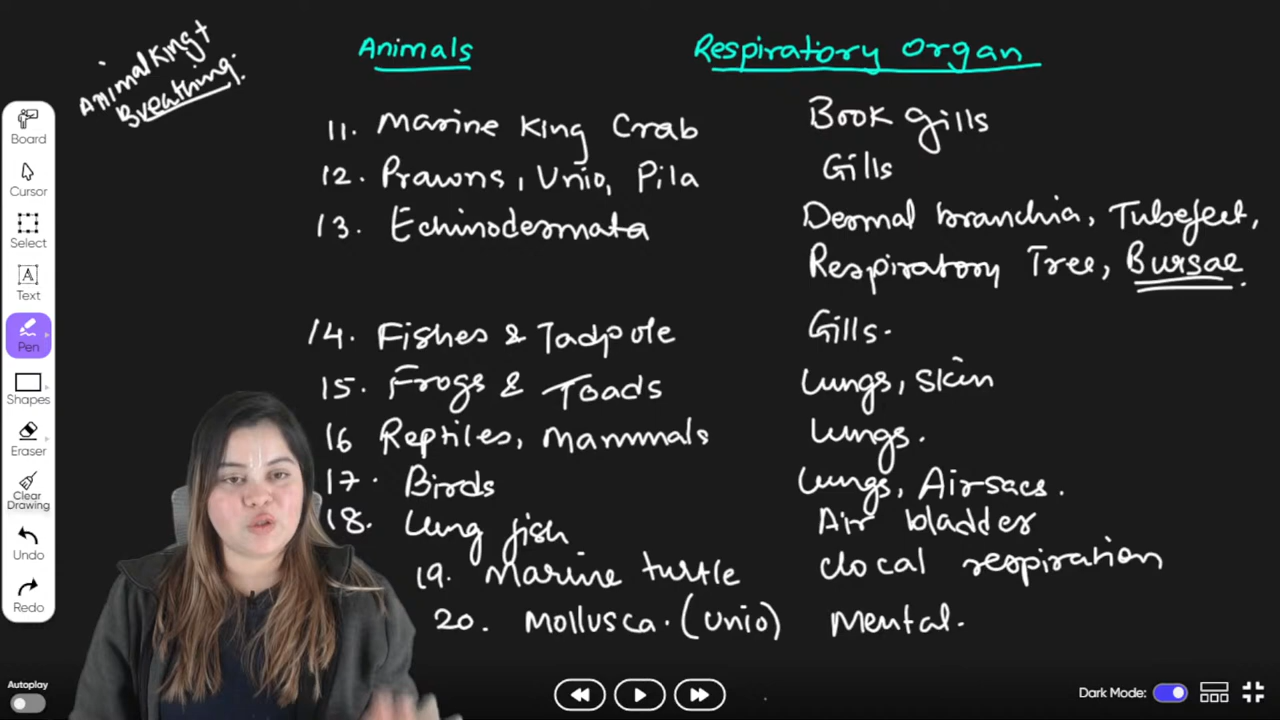 Animal King +
Breathing.
Animals Respiratory Organ
11. Marine King Crab Book gills
12. Prawns, Unio, Pila Gills
13. Echinodermata Dermal branchia, Tubefeet,
Respiratory Tree, Bursae.
14. Fishes & Tadpole Gills.
15. Frogs & Toads Lungs, skin
16 Reptiles, Mammals Lungs.
17. Birds Lungs, Airsacs.
18. Lung fish Air bladder
19. Marine turtle clocal respiration
20. Mollusca. (Unio) Mental.
Board
Cursor
Select
Text
Pen
Shapes
Eraser
Clear
Drawing
Undo
Redo
Autoplay
Dark Mode: